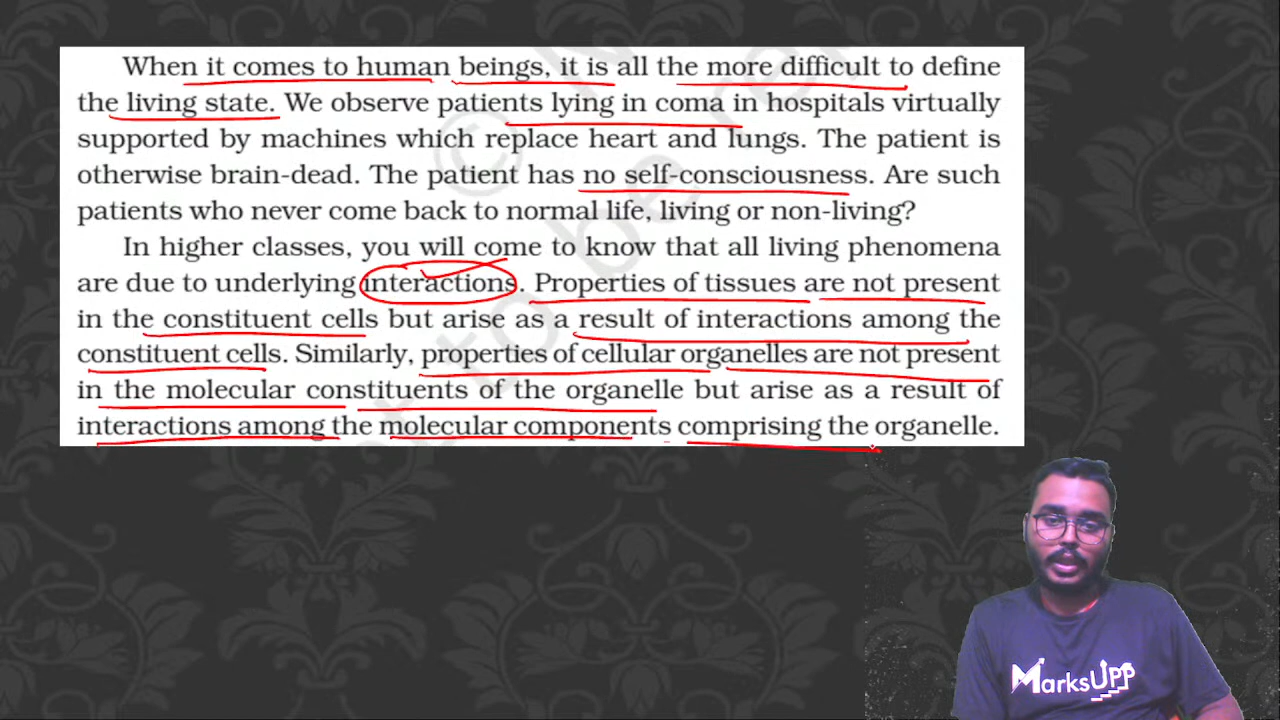 When it comes to human beings, it is all the more difficult to define
the living state. We observe patients lying in coma in hospitals virtually
supported by machines which replace heart and lungs. The patient is
otherwise brain-dead. The patient has no self-consciousness. Are such
patients who never come back to normal life, living or non-living?
In higher classes, you will come to know that all living phenomena
are due to underlying interactions. Properties of tissues are not present
in the constituent cells but arise as a result of interactions among the
constituent cells. Similarly, properties of cellular organelles are not present
in the molecular constituents of the organelle but arise as a result of
interactions among the molecular components comprising the organelle.
MarksUpp